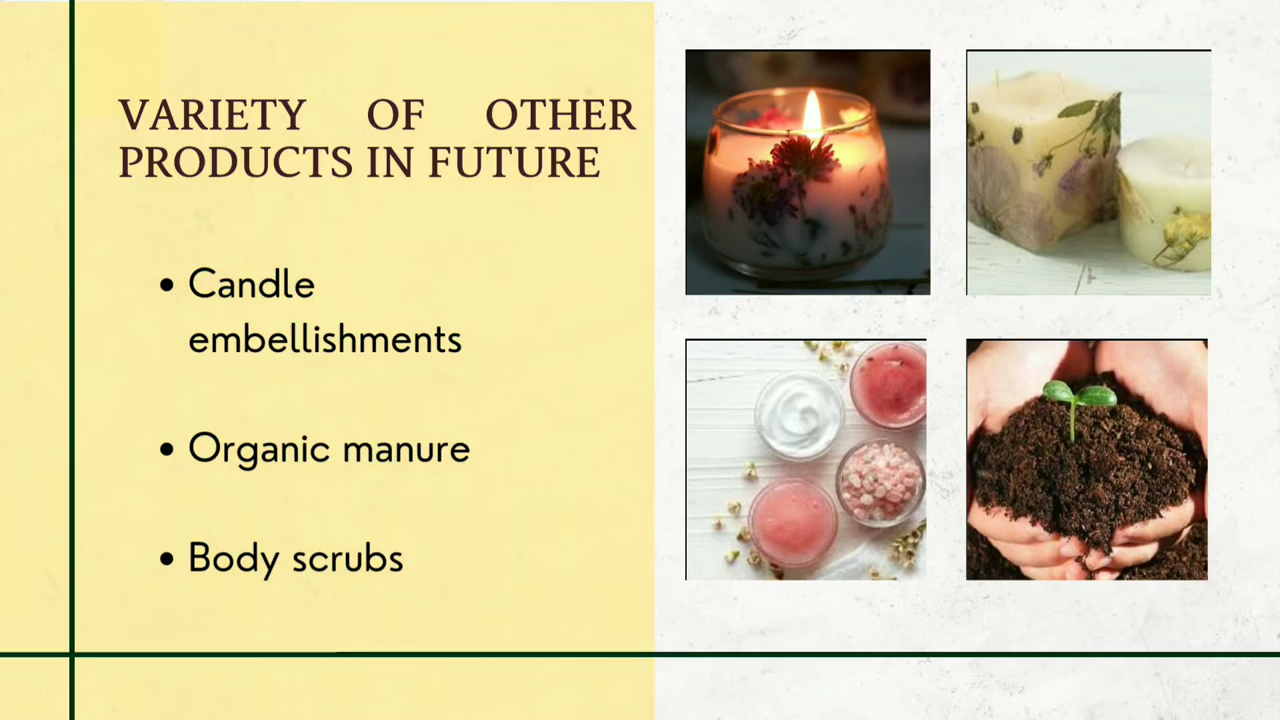 VARIETY OF OTHER
PRODUCTS IN FUTURE
• Candle
embellishments
• Organic manure
• Body scrubs